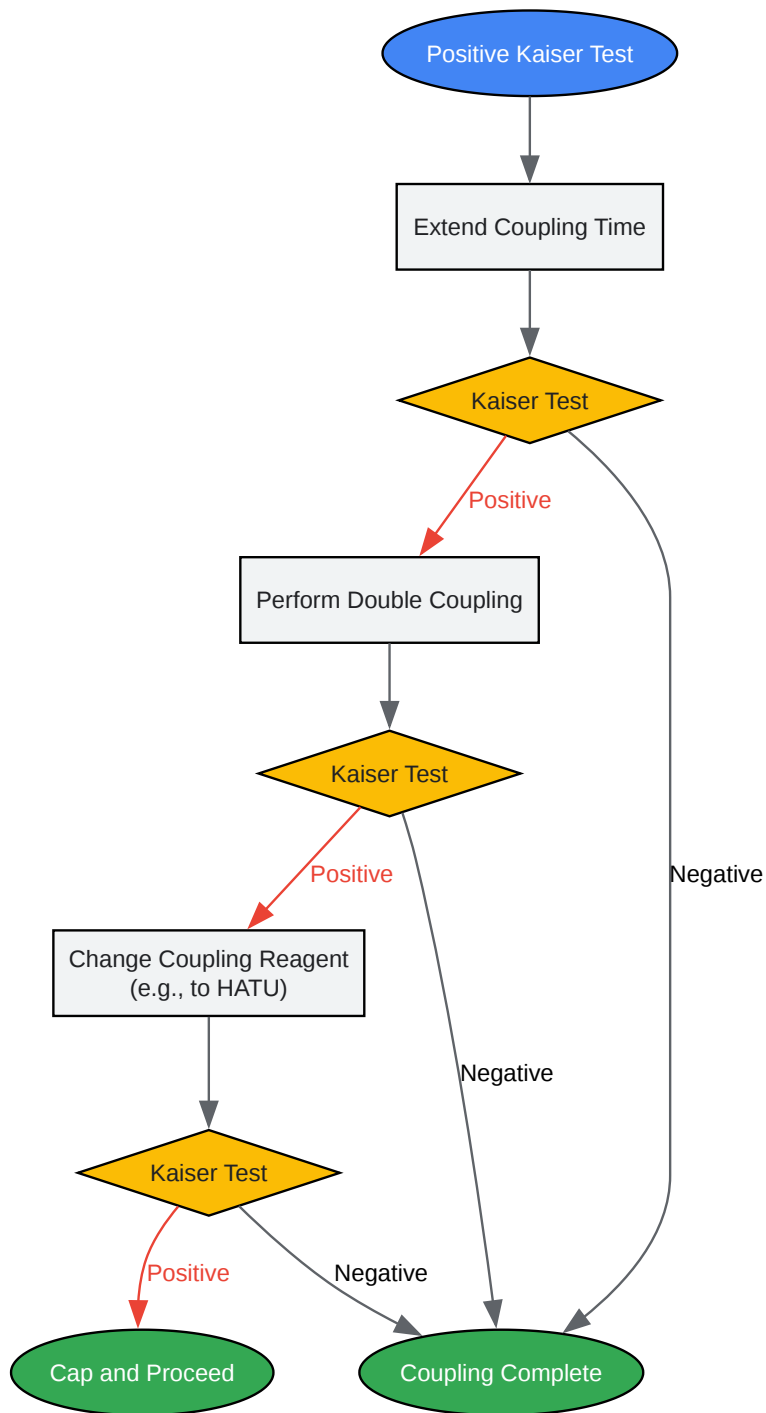 Positive Kaiser Test
Extend Coupling Time
Kaiser Test
Positive
Perform Double Coupling
Kaiser Test
Positive
Negative
Change Coupling Reagent
(e.g., to HATU)
Negative
Kaiser Test
Positive
Negative
Cap and Proceed
Coupling Complete